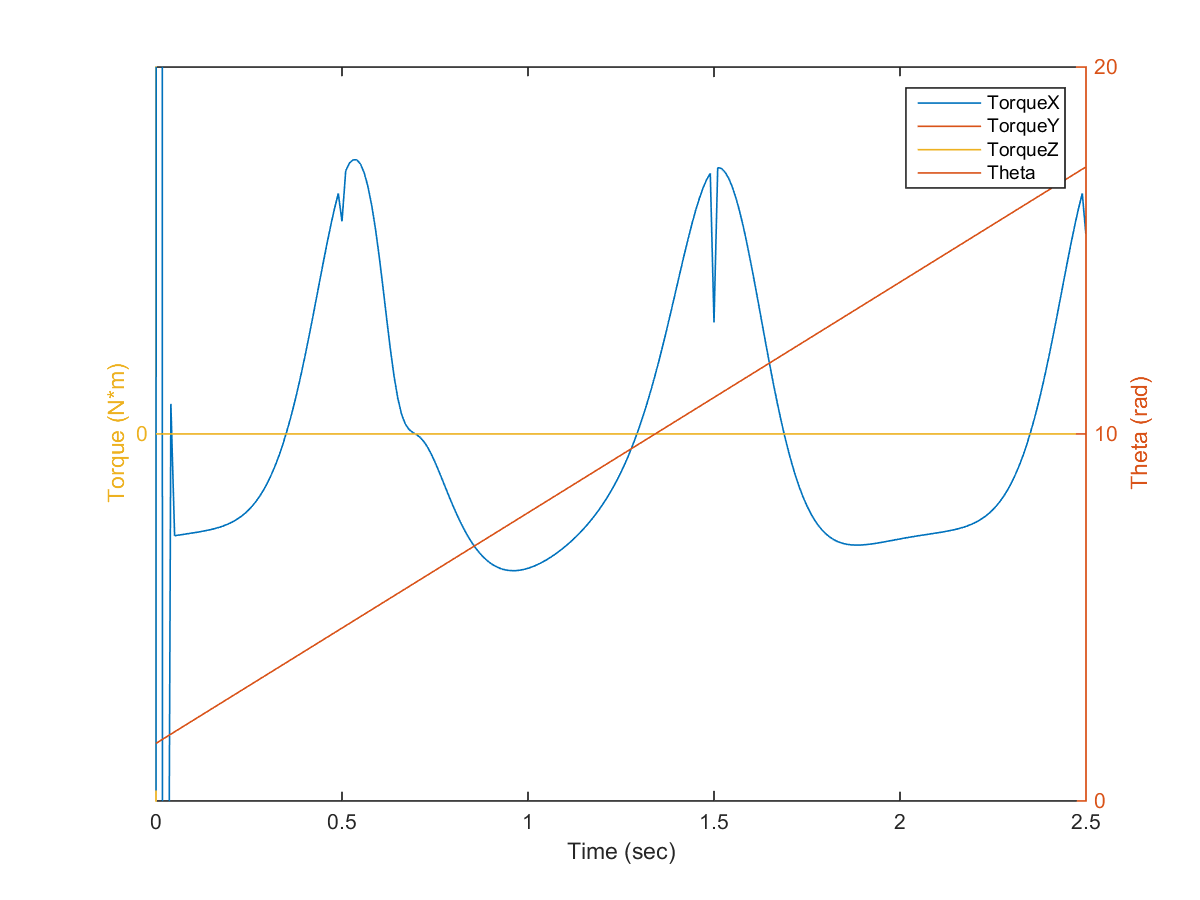 20
TorqueX
TorqueY
TorqueZ
Theta
Torque (N*m)
0
10
Theta (rad)
0
0 0.5 1 1.5 2 2.5
Time (sec)